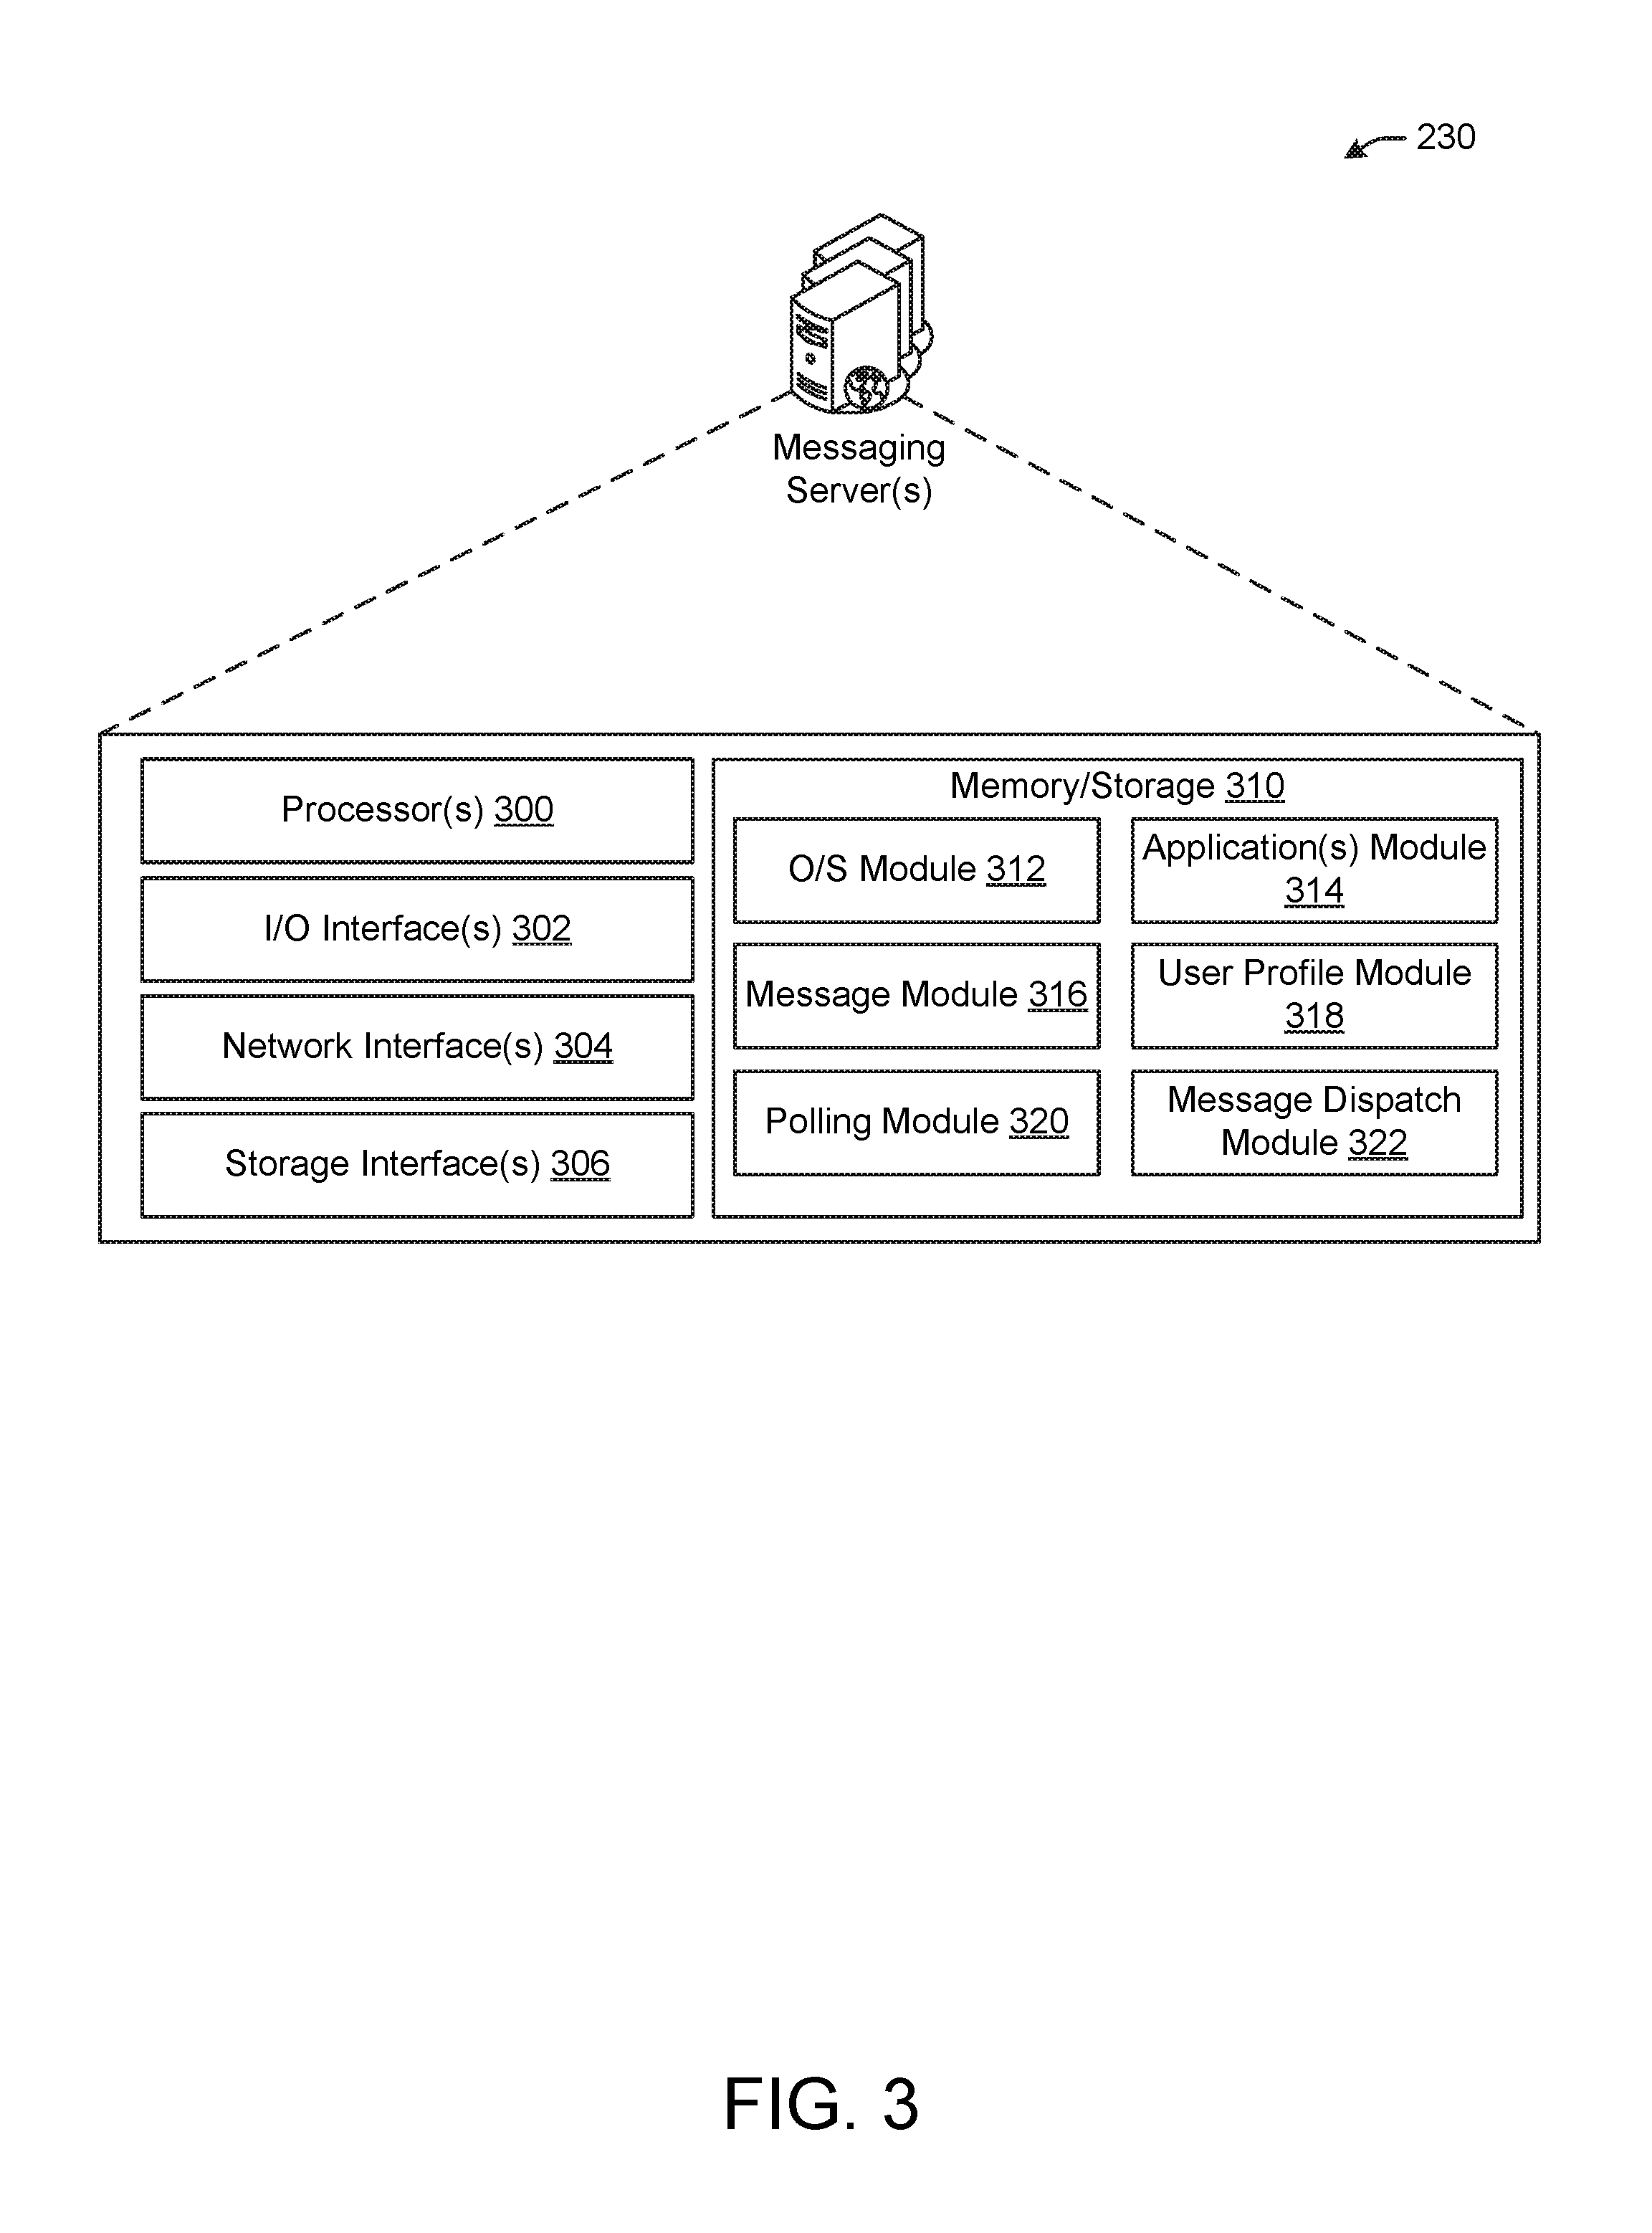 230
Messaging
Server(s)
Processor(s) 300
I/O Interface(s) 302
Network Interface(s) 304
Storage Interface(s) 306
Memory/Storage 310
O/S Module 312
Application(s) Module
314
Message Module 316
User Profile Module
318
Polling Module 320
Message Dispatch
Module 322
FIG. 3